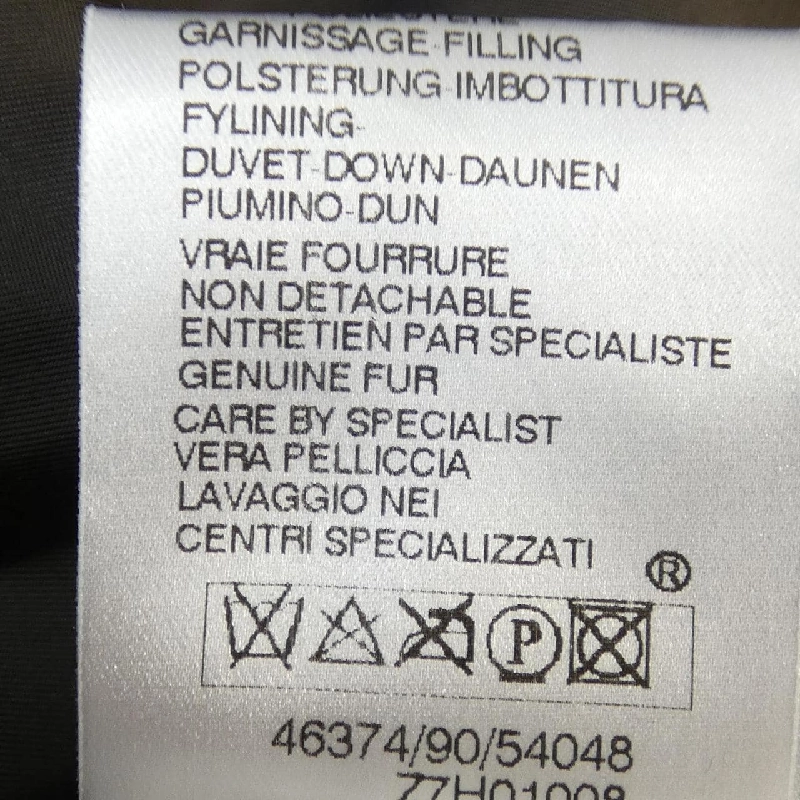 GARNISSAGE-FILLING
POLSTERUNG-IMBOTTITURA
FYLINING-
DUVET-DOWN-DAUNEN
PIUMINO-DUN
VRAIE FOURRURE
NON DETACHABLE
ENTRETIEN PAR SPECIALISTE
GENUINE FUR
CARE BY SPECIALIST
VERA PELLICCIA
LAVAGGIO NEI
CENTRI SPECIALIZZATI
®
P
46374/90/54048
77H01008